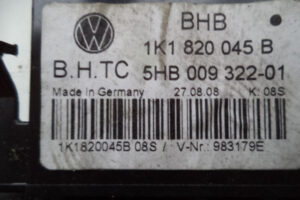 BHB
1K1 820 045 B
B.H.TC 5HB 009 322-01
Made in Germany 27.08.08 K: 08S
1K1820045B 08S / V-Nr.: 983179E